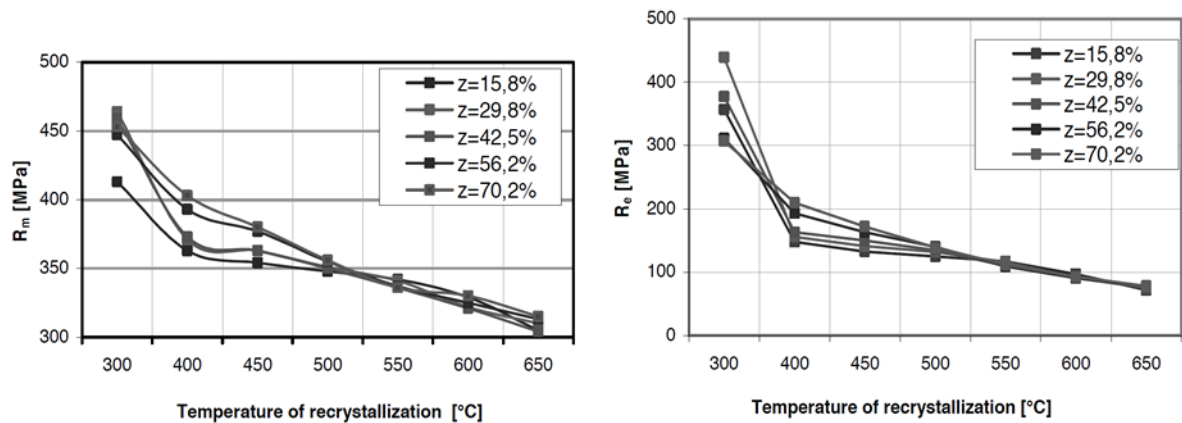 500
450
400
350
300
R_m [MPa]
z=15,8%
z=29,8%
z=42,5%
z=56,2%
z=70,2%
300 400 450 500 550 600 650
Temperature of recrystallization [°C]
500
400
300
200
100
0
R_e [MPa]
z=15,8%
z=29,8%
z=42,5%
z=56,2%
z=70,2%
300 400 450 500 550 600 650
Temperature of recrystallization [°C]